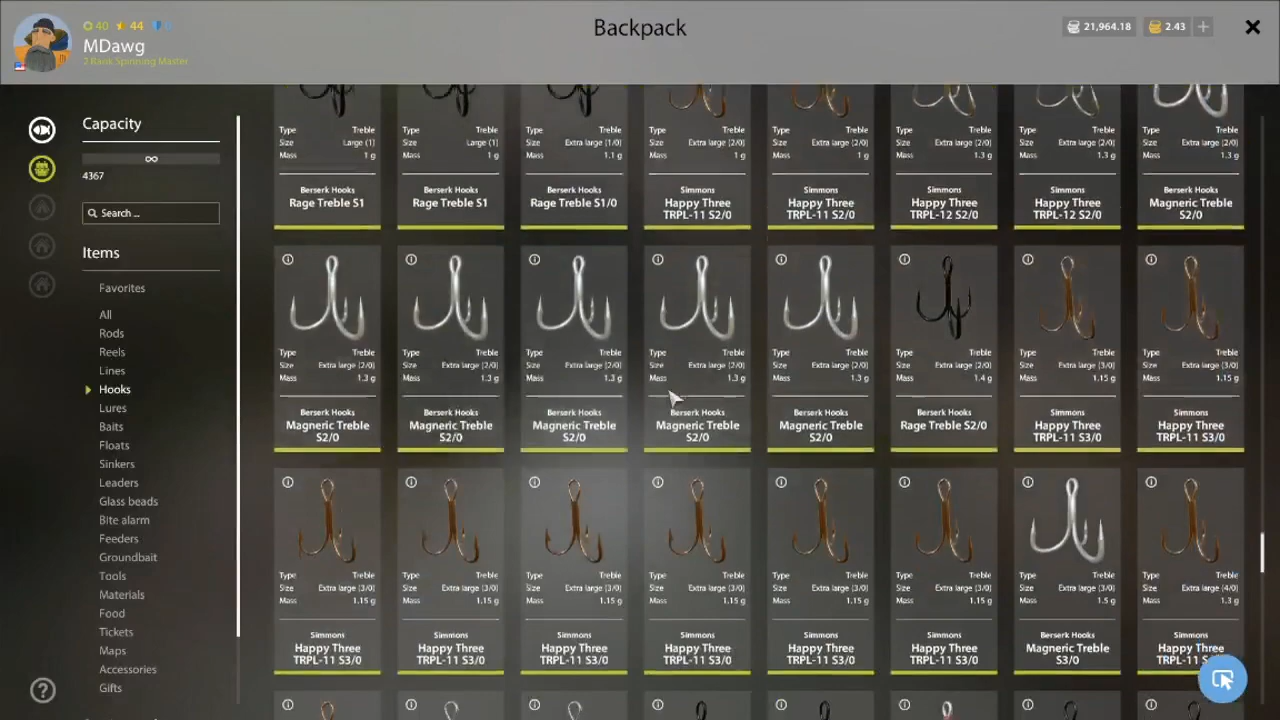 40 44
Backpack
21,964.18 2.43
MDawg
2 Rank Spinning Master
Capacity
∞
4367
Search ...
Items
Favorites
All
Rods
Reels
Lines
Hooks
Lures
Baits
Floats
Sinkers
Leaders
Glass beads
Bite alarm
Feeders
Groundbait
Tools
Materials
Food
Tickets
Maps
Accessories
Gifts
Type Treble
Size Large (1)
Mass 1 g
Berserk Hooks
Rage Treble S1
Type Treble
Size Large (1)
Mass 1 g
Berserk Hooks
Rage Treble S1
Type Treble
Size Extra large (1/0)
Mass 1.1 g
Berserk Hooks
Rage Treble S1/0
Type Treble
Size Extra large (2/0)
Mass 1 g
Simmons
Happy Three
TRPL-11 S2/0
Type Treble
Size Extra large (2/0)
Mass 1 g
Simmons
Happy Three
TRPL-11 S2/0
Type Treble
Size Extra large (2/0)
Mass 1.3 g
Simmons
Happy Three
TRPL-12 S2/0
Type Treble
Size Extra large (2/0)
Mass 1.3 g
Simmons
Happy Three
TRPL-12 S2/0
Type Treble
Size Extra large (2/0)
Mass 1.3 g
Berserk Hooks
Magneric Treble
S2/0
Type Treble
Size Extra large (2/0)
Mass 1.3 g
Berserk Hooks
Magneric Treble
S2/0
Type Treble
Size Extra large (2/0)
Mass 1.3 g
Berserk Hooks
Magneric Treble
S2/0
Type Treble
Size Extra large (2/0)
Mass 1.3 g
Berserk Hooks
Magneric Treble
S2/0
Type Treble
Size Extra large (2/0)
Mass 1.3 g
Berserk Hooks
Magneric Treble
S2/0
Type Treble
Size Extra large (2/0)
Mass 1.3 g
Berserk Hooks
Magneric Treble
S2/0
Type Treble
Size Extra large (2/0)
Mass 1.4 g
Berserk Hooks
Rage Treble S2/0
Type Treble
Size Extra large (3/0)
Mass 1.15 g
Simmons
Happy Three
TRPL-11 S3/0
Type Treble
Size Extra large (3/0)
Mass 1.15 g
Simmons
Happy Three
TRPL-11 S3/0
Type Treble
Size Extra large (3/0)
Mass 1.15 g
Simmons
Happy Three
TRPL-11 S3/0
Type Treble
Size Extra large (3/0)
Mass 1.15 g
Simmons
Happy Three
TRPL-11 S3/0
Type Treble
Size Extra large (3/0)
Mass 1.15 g
Simmons
Happy Three
TRPL-11 S3/0
Type Treble
Size Extra large (3/0)
Mass 1.15 g
Simmons
Happy Three
TRPL-11 S3/0
Type Treble
Size Extra large (3/0)
Mass 1.15 g
Simmons
Happy Three
TRPL-11 S3/0
Type Treble
Size Extra large (3/0)
Mass 1.15 g
Simmons
Happy Three
TRPL-11 S3/0
Type Treble
Size Extra large (3/0)
Mass 1.5 g
Berserk Hooks
Magneric Treble
S3/0
Type Treble
Size Extra large (4/0)
Mass 1.3 g
Simmons
Happy Three
TRPL-11